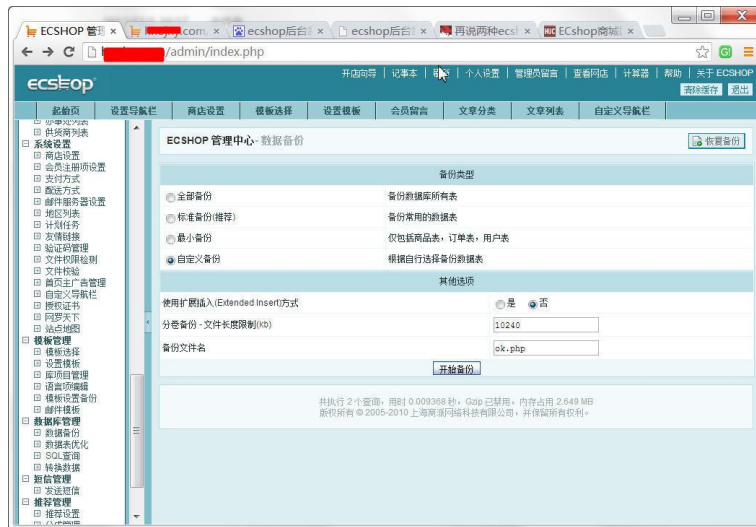 ECSHOP 管理
.com,
ecshop后台
ecshop后台
再说两种ecsl
ECshop商城
/admin/index.php
ecshop
开店向导 | 记事本 | | 个人设置 | 管理员留言 | 查看网店 | 计算器 | 帮助 | 关于 ECSHOP
清除缓存 退出
起始页 设置导航栏 商店设置 模板选择 设置模板 会员留言 文章分类 文章列表 自定义导航栏
办事处列表
供货商列表
系统设置
商店设置
会员注册项设置
支付方式
配送方式
邮件服务器设置
地区列表
计划任务
友情链接
验证码管理
文件权限检测
文件校验
首页主广告管理
自定义导航栏
授权证书
网罗天下
站点地图
模板管理
模板选择
设置模板
库项目管理
语言项编辑
模板设置备份
邮件模板
数据库管理
数据备份
数据表优化
SQL查询
转换数据
短信管理
发送短信
推荐管理
推荐设置
ECSHOP 管理中心 - 数据备份
恢复备份
备份类型
全部备份 备份数据库所有表
标准备份(推荐) 备份常用的数据表
最小备份 仅包括商品表，订单表，用户表
自定义备份 根据自行选择备份数据表
其他选项
使用扩展插入(Extended Insert)方式 是 否
分卷备份 - 文件长度限制(kb) 10240
备份文件名 ok.php
开始备份
共执行 2 个查询，用时 0.009368 秒，Gzip 已禁用，内存占用 2.649 MB
版权所有 © 2005-2010 上海商派网络科技有限公司，并保留所有权利。